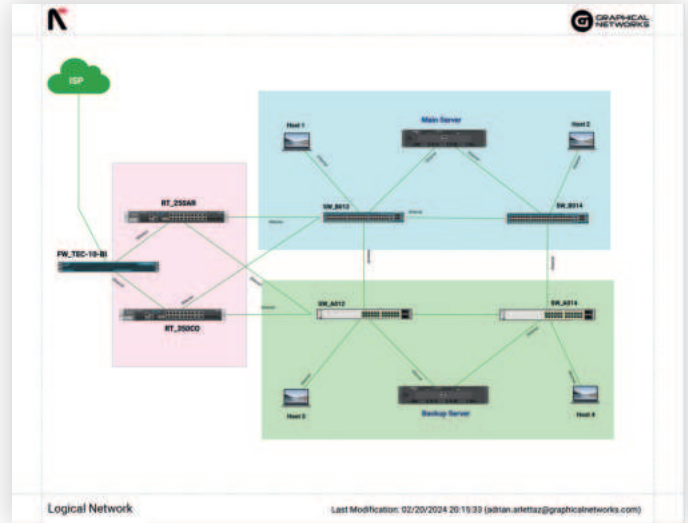 GRAPHICAL
NETWORKS
ISP
Host 1
Main Server
Host 2
RT_250AR
SW_B012
SW_B014
FW_TEC-10-BI
SW_A012
SW_A014
RT_350CO
Host 3
Backup Server
Host 4
Logical Network
Last Modification: 02/20/2024 20:15:33 (adrian.arlettaz@graphicalnetworks.com)